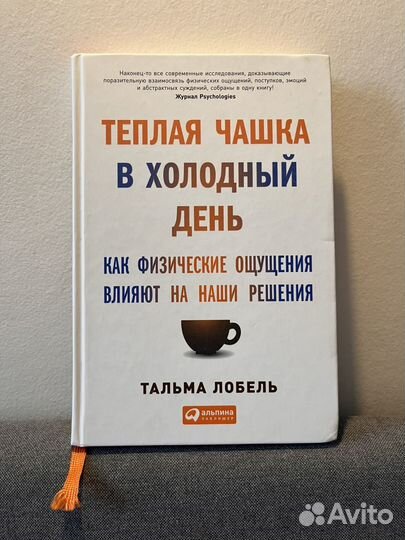 Наконец-то все современные исследования, доказывающие
поразительную взаимосвязь физических ощущений, поступков, эмоций
и абстрактных суждений, собраны в одну книгу!
Журнал Psychologies
ТЕПЛАЯ ЧАШКА
В ХОЛОДНЫЙ
ДЕНЬ
КАК ФИЗИЧЕСКИЕ ОЩУЩЕНИЯ
ВЛИЯЮТ НА НАШИ РЕШЕНИЯ
ТАЛЬМА ЛОБЕЛЬ
альпина
ПАБЛИШЕР
Avito